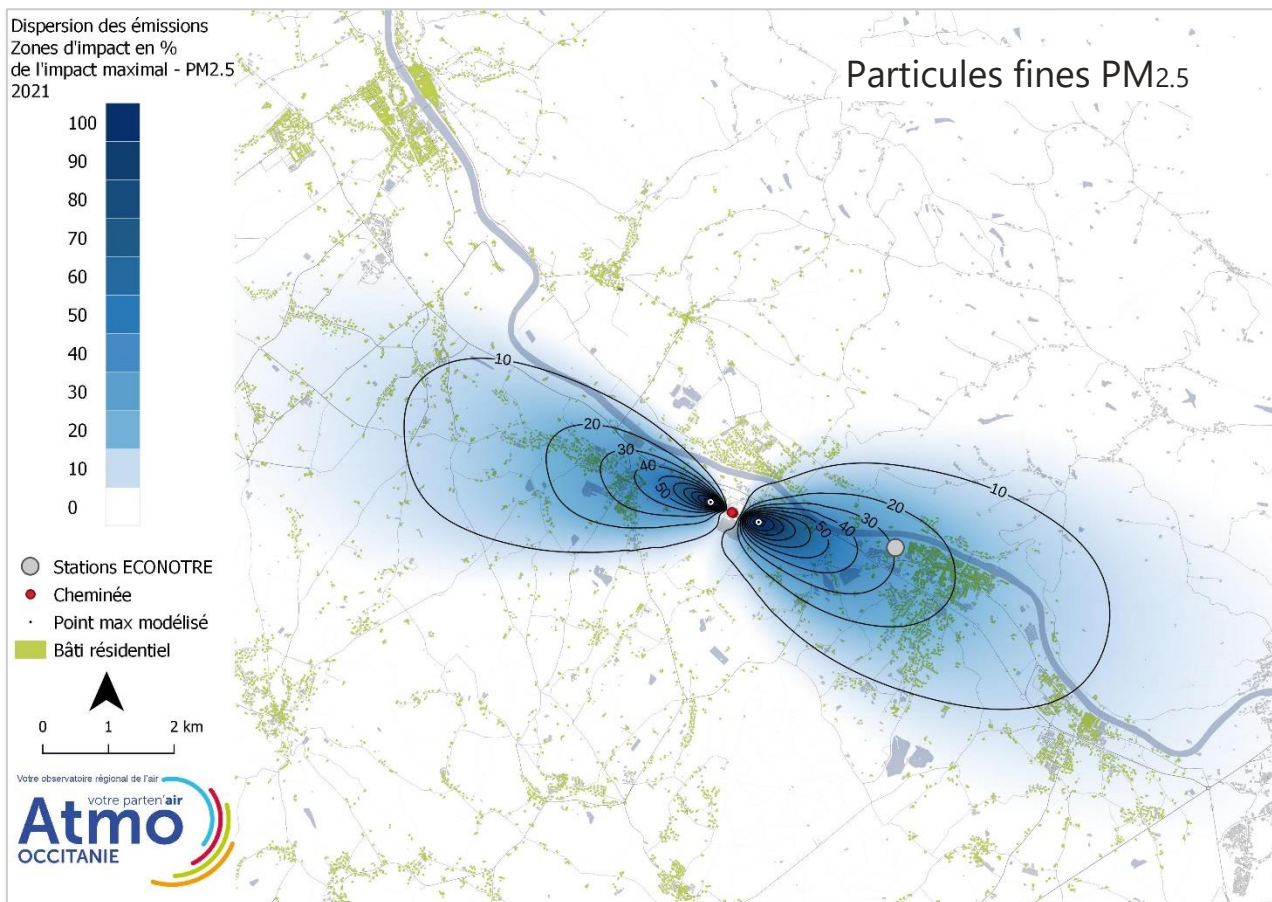 Dispersion des émissions
Zones d'impact en %
de l'impact maximal - PM2.5
2021
Particules fines PM2.5
100
90
80
70
60
50
40
30
20
10
0
10
20
30
40
50
10
20
30
40
50
Stations ECONOTRE
Cheminée
Point max modélisé
Bâti résidentiel
0 1 2 km
Votre observatoire régional de l'air
votre parten'air
Atmo
OCCITANIE